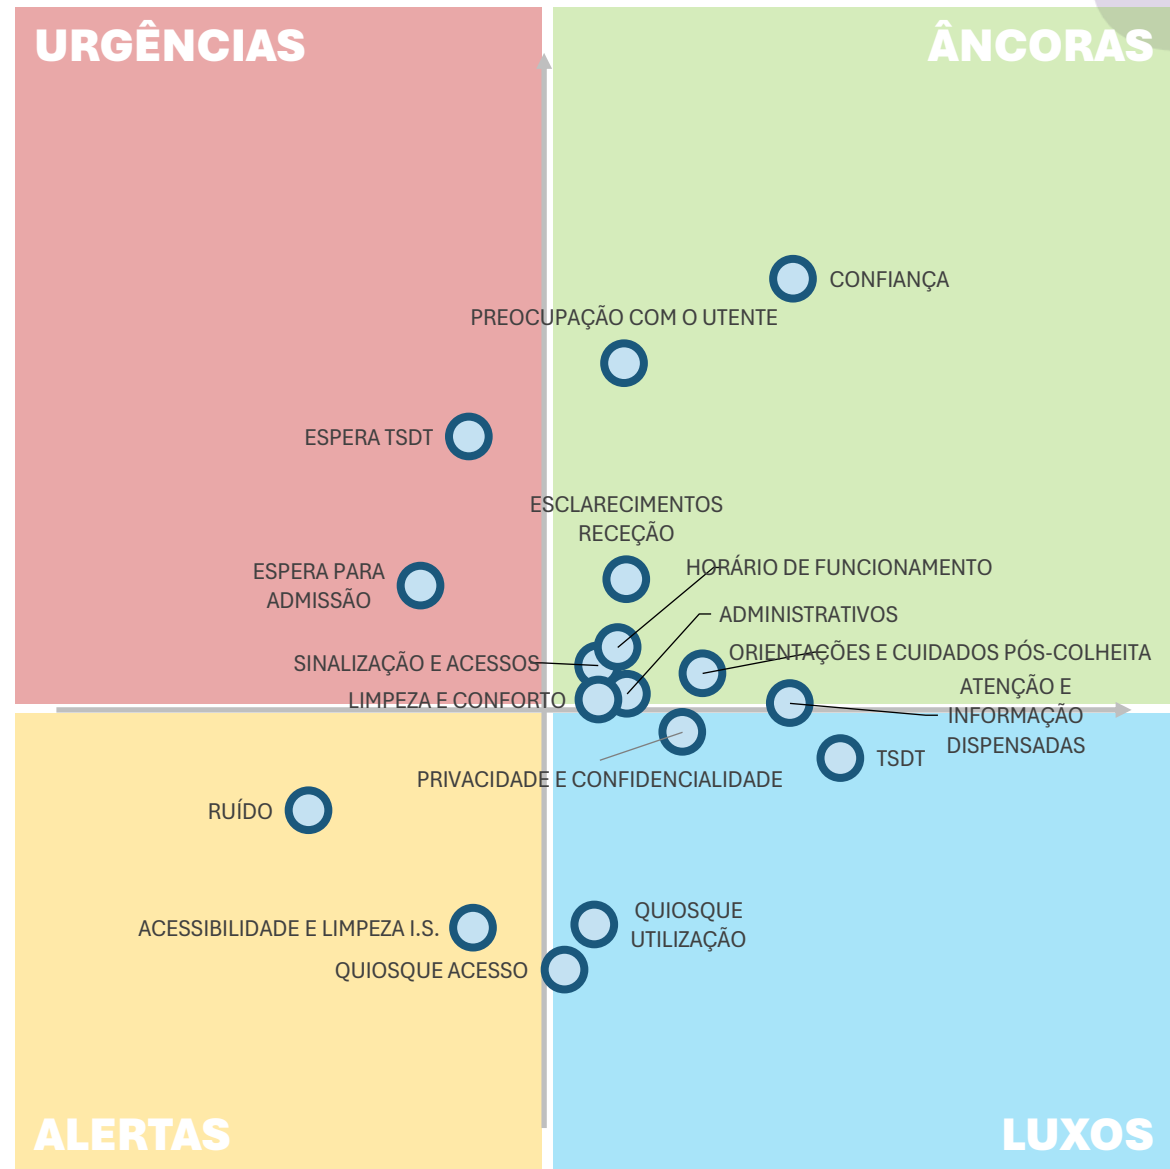 URGÊNCIAS
ÂNCORAS
CONFIANÇA
PREOCUPAÇÃO COM O UTENTE
ESPERA TSDT
ESCLARECIMENTOS
RECEÇÃO
ESPERA PARA
ADMISSÃO
HORÁRIO DE FUNCIONAMENTO
ADMINISTRATIVOS
SINALIZAÇÃO E ACESSOS
ORIENTAÇÕES E CUIDADOS PÓS-COLHEITA
LIMPEZA E CONFORTO
ATENÇÃO E
INFORMAÇÃO
DISPENSADAS
TSDT
PRIVACIDADE E CONFIDENCIALIDADE
RUÍDO
ACESSIBILIDADE E LIMPEZA I.S.
QUIOSQUE
UTILIZAÇÃO
QUIOSQUE ACESSO
ALERTAS
LUXOS